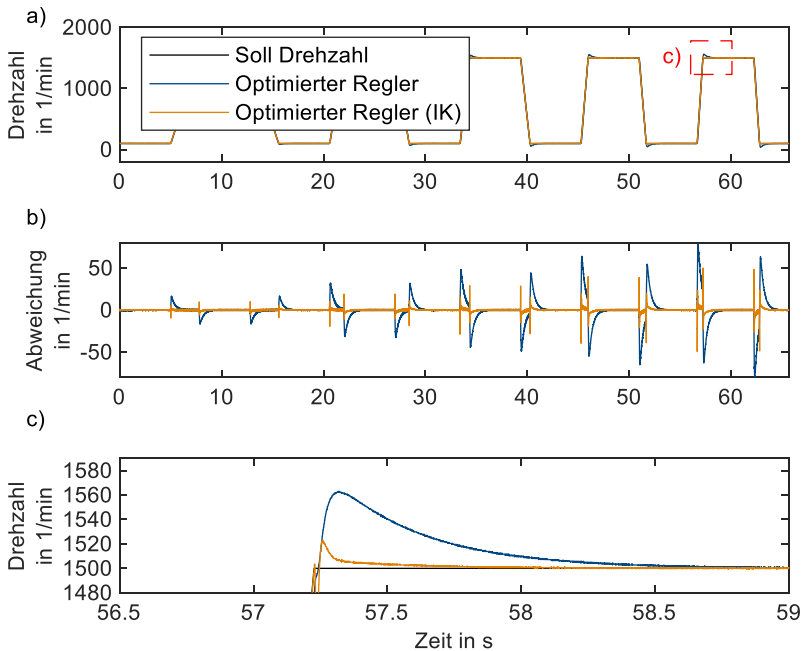 a)
2000
1000
0
Drehzahl
in 1/min
Soll Drehzahl
Optimierter Regler
Optimierter Regler (IK)
c)
0 10 20 30 40 50 60
b)
50
0
-50
Abweichung
in 1/min
0 10 20 30 40 50 60
c)
1580
1560
1540
1520
1500
1480
Drehzahl
in 1/min
56.5 57 57.5 58 58.5 59
Zeit in s